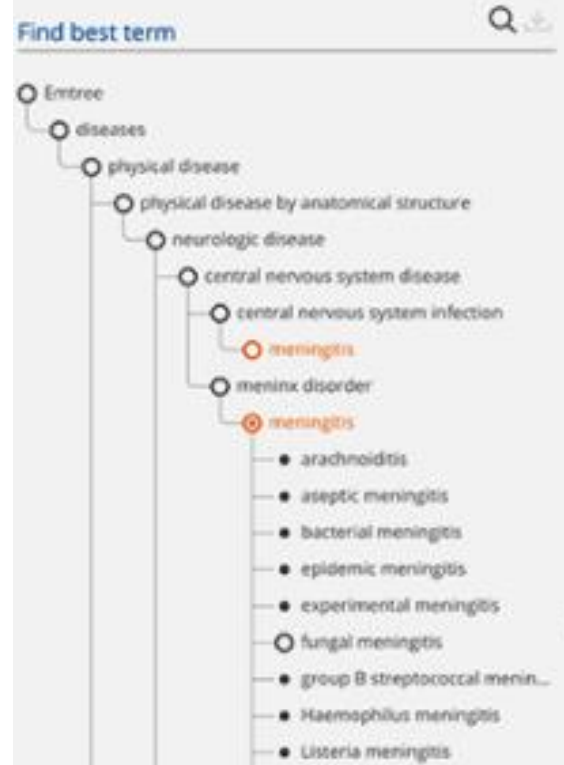 Find best term
Emtree
diseases
physical disease
physical disease by anatomical structure
neurologic disease
central nervous system disease
central nervous system infection
meningitis
meninx disorder
meningitis
arachnoiditis
aseptic meningitis
bacterial meningitis
epidemic meningitis
experimental meningitis
fungal meningitis
group B streptococcal menin...
Haemophilus meningitis
Listeria meningitis